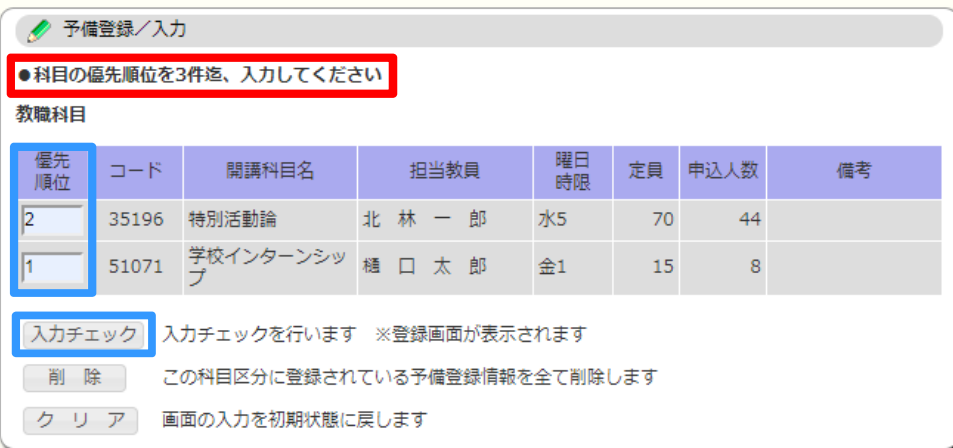 予備登録／入力
●科目の優先順位を3件迄、入力してください
教職科目
優先順位 コード 開講科目名 担当教員 曜日時限 定員 申込人数 備考
2 35196 特別活動論 北 林 一 郎 水5 70 44
1 51071 学校インターンシップ 樋 口 太 郎 金1 15 8
入力チェック 入力チェックを行います ※登録画面が表示されます
削 除 この科目区分に登録されている予備登録情報を全て削除します
ク リ ア 画面の入力を初期状態に戻します